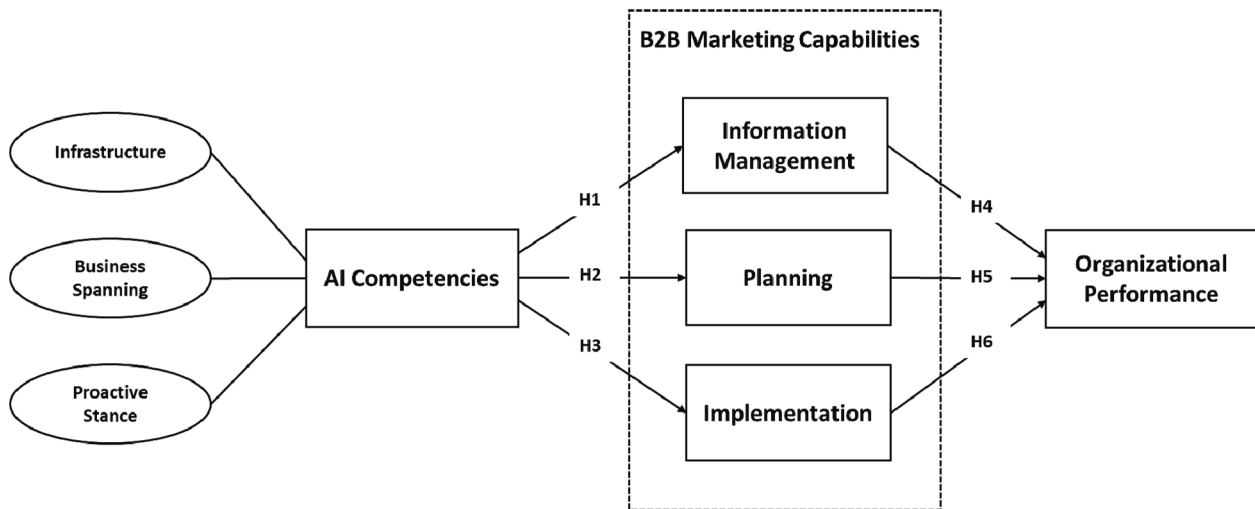 B2B Marketing Capabilities
Infrastructure
Business
Spanning
Proactive
Stance
AI Competencies
H1
H2
H3
Information
Management
Planning
Implementation
H4
H5
H6
Organizational
Performance